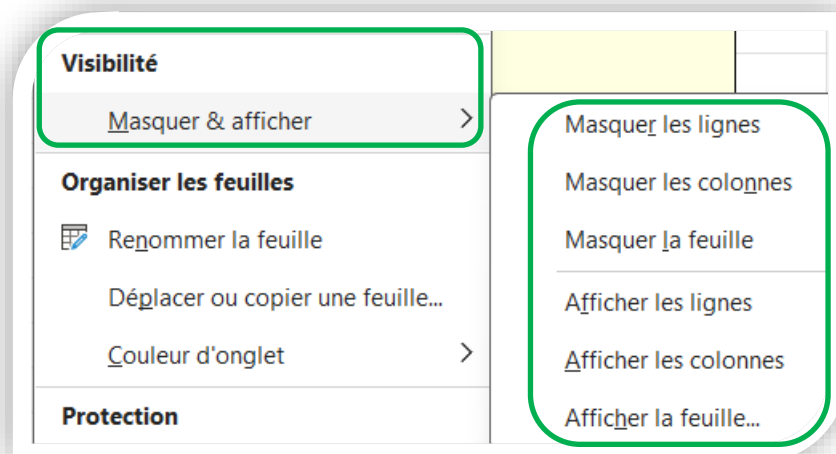 Visibilité
Masquer & afficher
Organiser les feuilles
Renommer la feuille
Déplacer ou copier une feuille...
Couleur d'onglet
Protection
Masquer les lignes
Masquer les colonnes
Masquer la feuille
Afficher les lignes
Afficher les colonnes
Afficher la feuille...